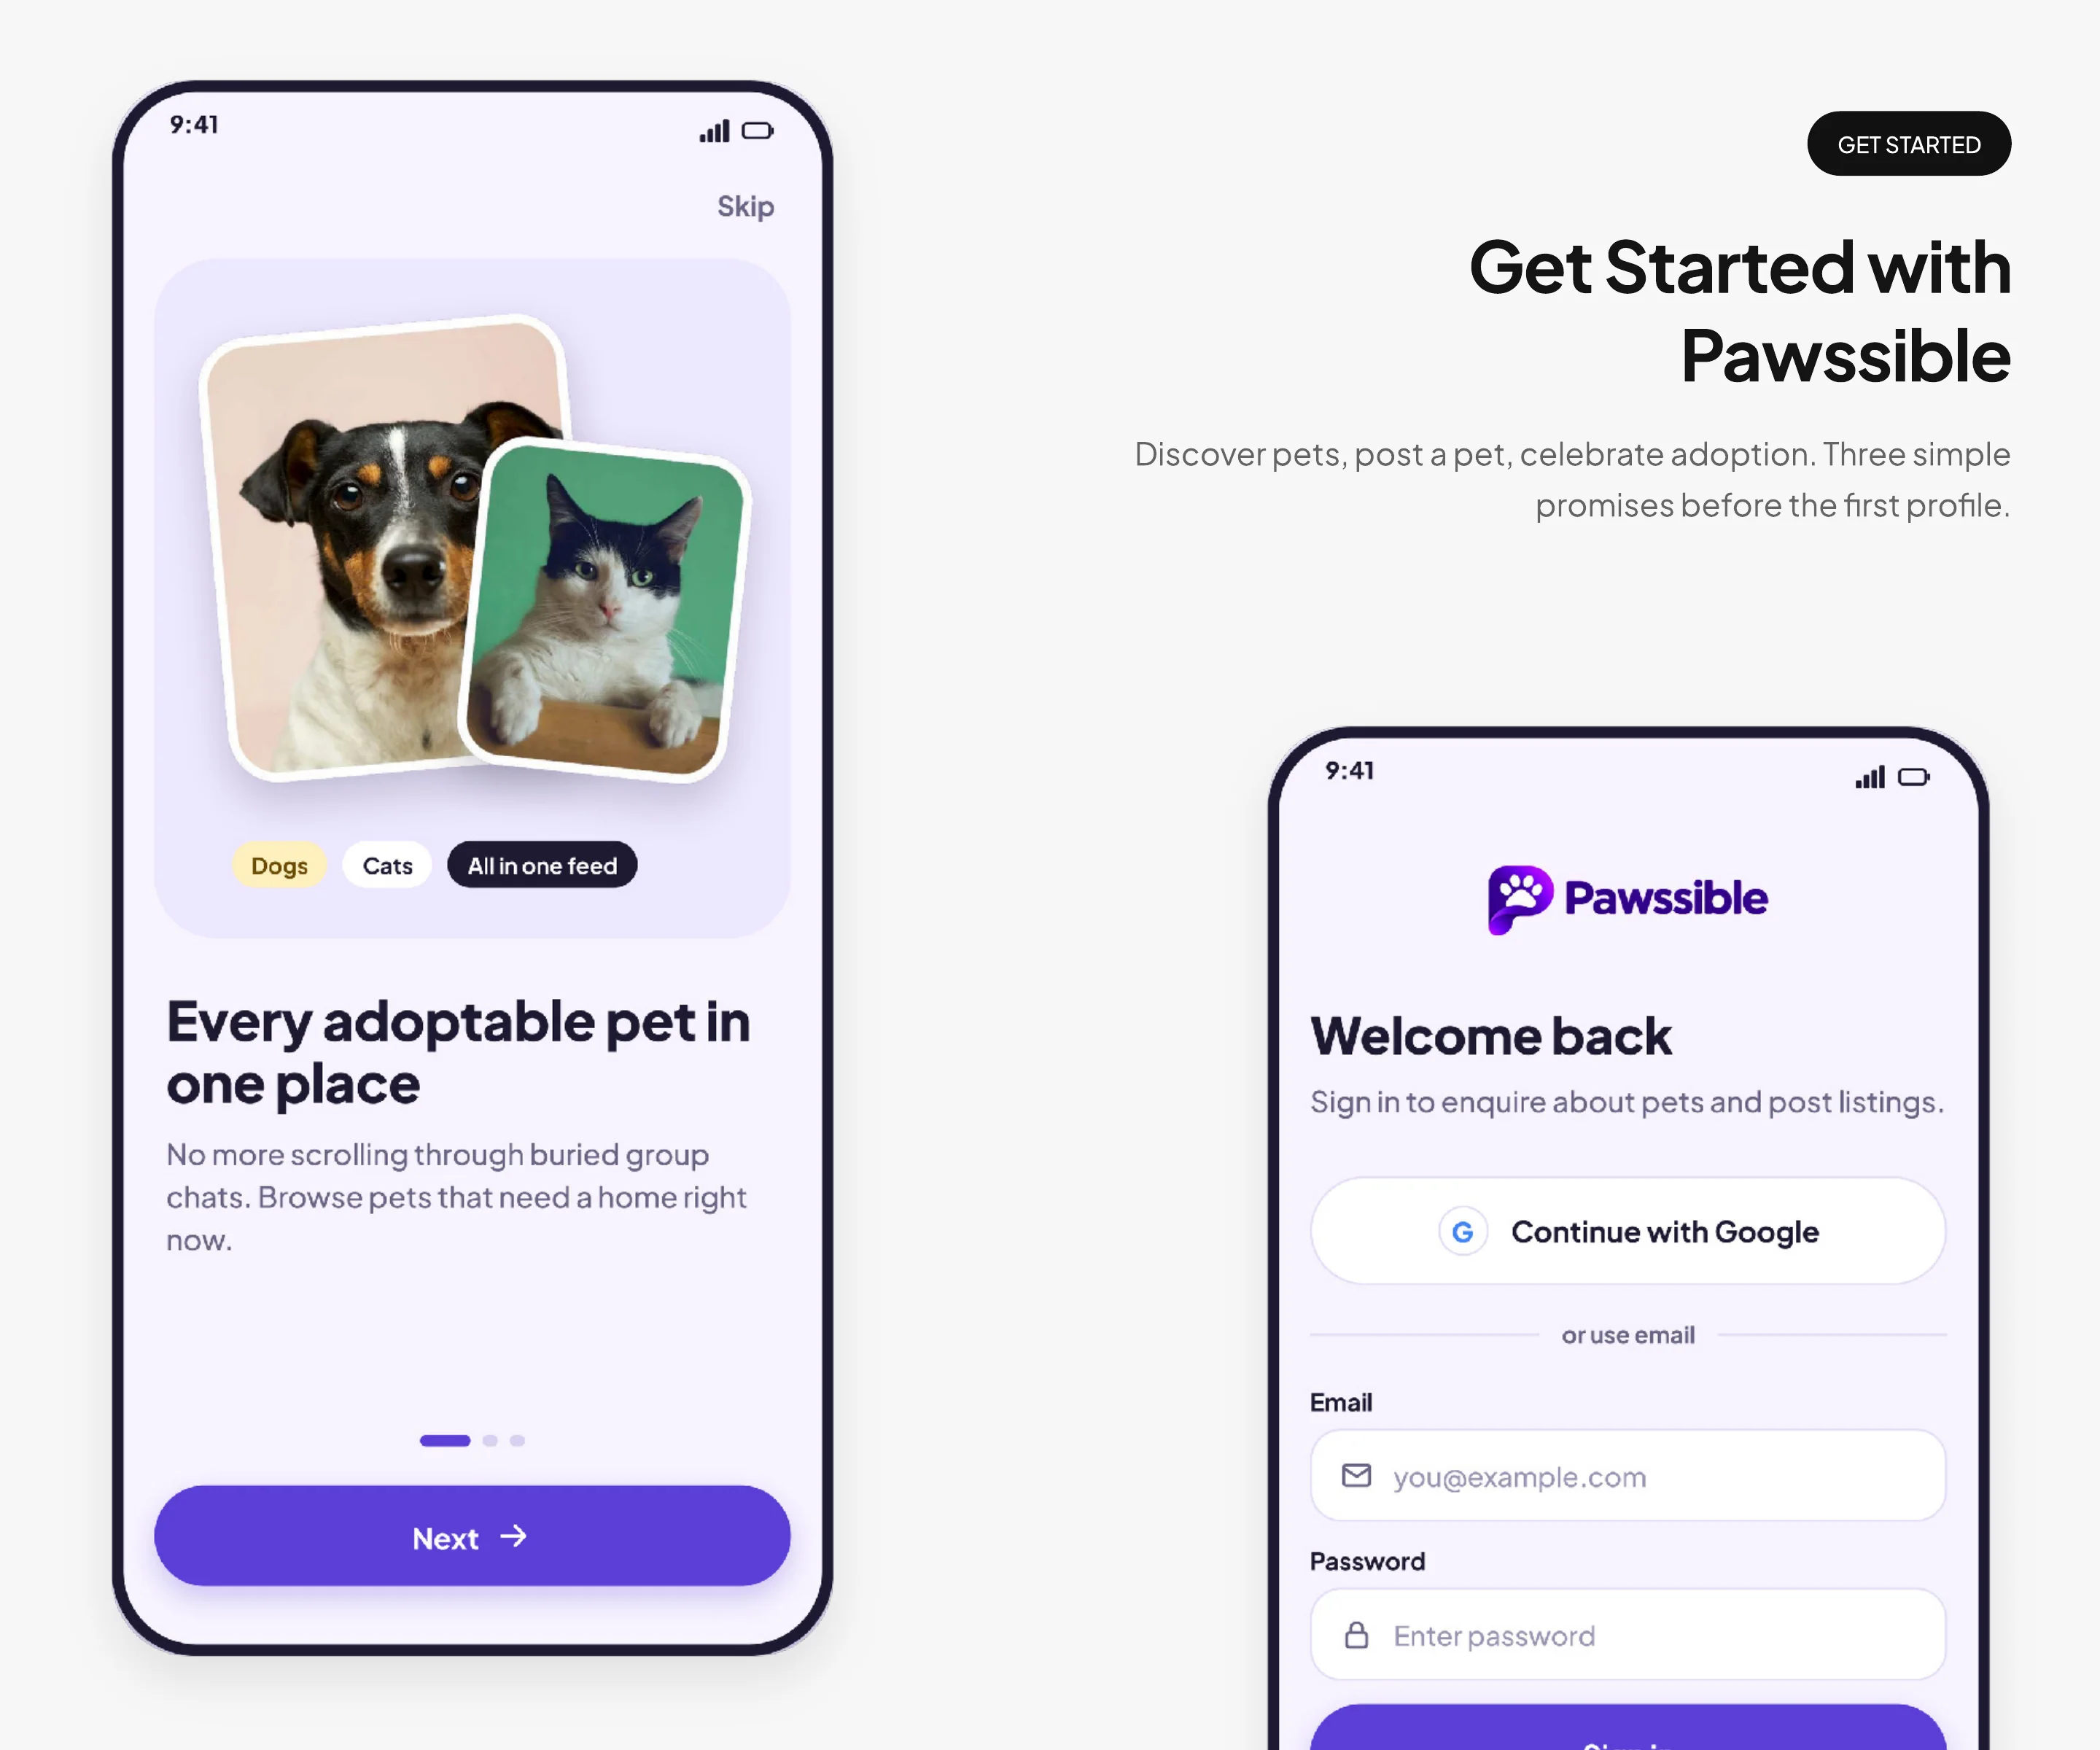 9:41
Skip
Dogs
Cats
All in one feed
Every adoptable pet in
one place
No more scrolling through buried group
chats. Browse pets that need a home right
now.
Next
GET STARTED
Get Started with
Pawssible
Discover pets, post a pet, celebrate adoption. Three simple
promises before the first profile.
9:41
Pawssible
Welcome back
Sign in to enquire about pets and post listings.
G
Continue with Google
or use email
Email
you@example.com
Password
Enter password